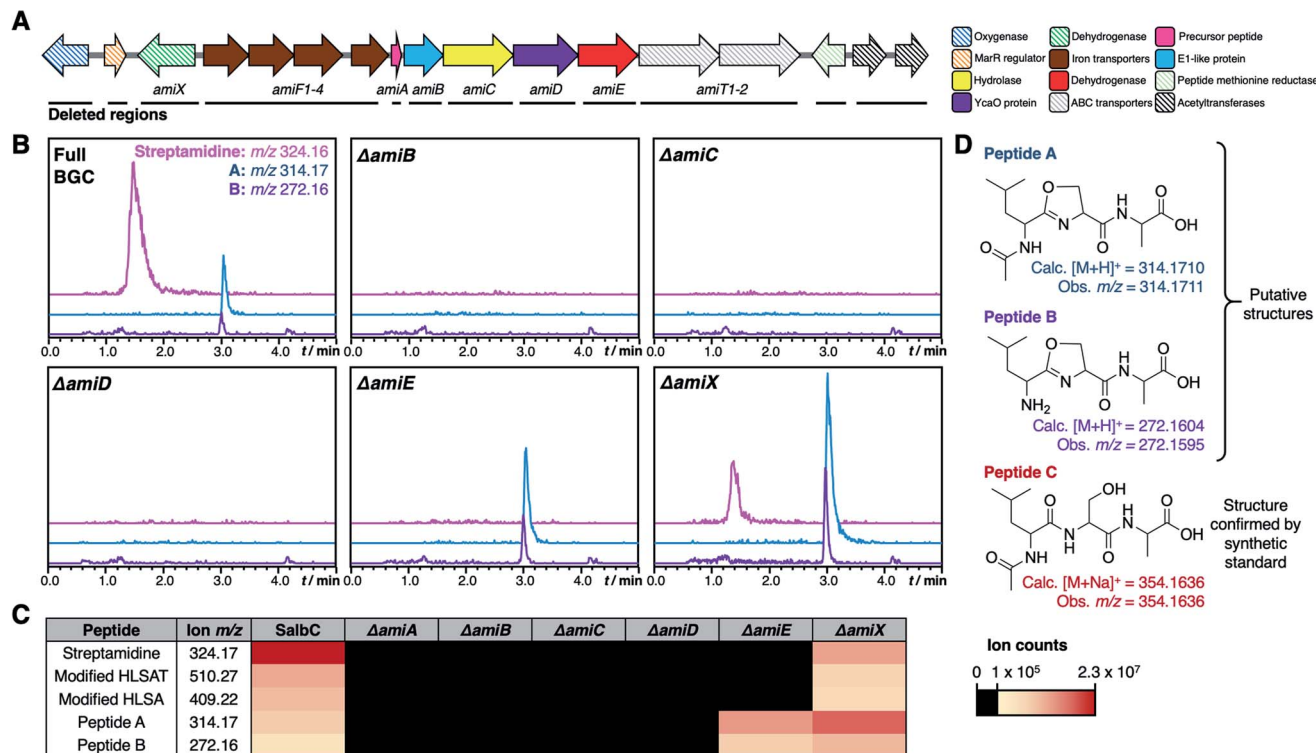 A
amiX
amiF1-4
amiA
amiB
amiC
amiD
amiE
amiT1-2
Deleted regions
Oxygenase
MarR regulator
Hydrolase
YcaO protein
Dehydrogenase
Iron transporters
Dehydrogenase
ABC transporters
Precursor peptide
E1-like protein
Peptide methionine reductase
Acetyltransferases
B
Full
BGC
Streptamidine: m/z 324.16
A: m/z 314.17
B: m/z 272.16
0.0 1.0 2.0 3.0 4.0 t / min
ΔamiB
0.0 1.0 2.0 3.0 4.0 t / min
ΔamiC
0.0 1.0 2.0 3.0 4.0 t / min
ΔamiD
0.0 1.0 2.0 3.0 4.0 t / min
ΔamiE
0.0 1.0 2.0 3.0 4.0 t / min
ΔamiX
0.0 1.0 2.0 3.0 4.0 t / min
C
Peptide Ion m/z SalbC ΔamiA ΔamiB ΔamiC ΔamiD ΔamiE ΔamiX
Streptamidine 324.17
Modified HLSAT 510.27
Modified HLSA 409.22
Peptide A 314.17
Peptide B 272.16
D
Peptide A
O
N
H
N
O
O
OH
O
NH
Calc. [M+H]+ = 314.1710
Obs. m/z = 314.1711
Peptide B
O
N
H
N
O
O
OH
NH2
Calc. [M+H]+ = 272.1604
Obs. m/z = 272.1595
Putative
structures
Peptide C
OH
O
H
N
O
OH
N
H
O
NH
O
Calc. [M+Na]+ = 354.1636
Obs. m/z = 354.1636
Structure
confirmed by
synthetic
standard
Ion counts
0 1 x 10⁵ 2.3 x 10⁷